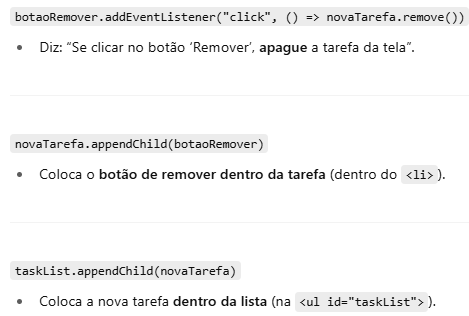 botaoRemover.addEventListener("click", () => novaTarefa.remove())
• Diz: “Se clicar no botão ‘Remover’, apague a tarefa da tela”.
novaTarefa.appendChild(botaoRemover)
• Coloca o botão de remover dentro da tarefa (dentro do <li>).
taskList.appendChild(novaTarefa)
• Coloca a nova tarefa dentro da lista (na <ul id="taskList">).